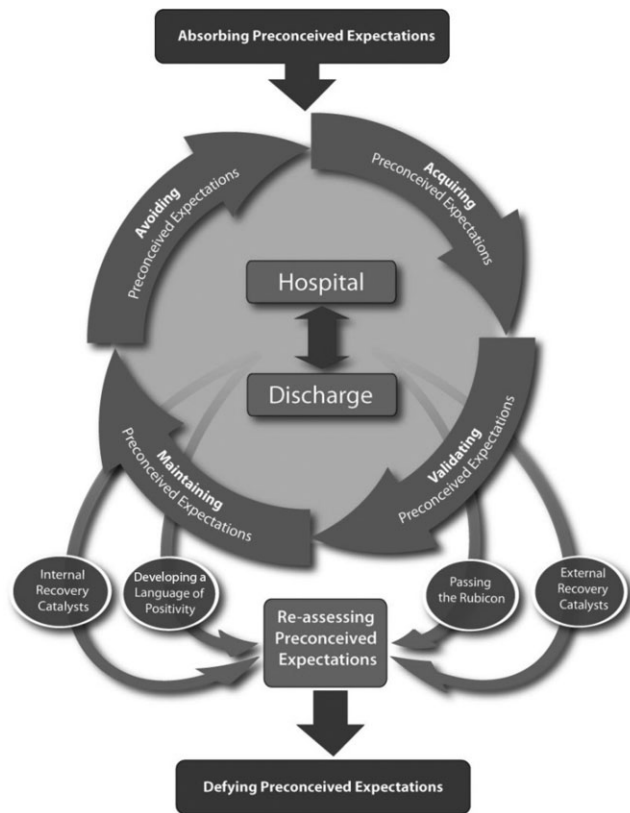 Absorbing Preconceived Expectations
Acquiring
Preconceived Expectations
Avoiding
Preconceived Expectations
Hospital
Discharge
Validating
Preconceived Expectations
Maintaining
Preconceived Expectations
Internal
Recovery
Catalysts
Developing a
Language of
Positivity
Passing
the Rubicon
External
Recovery
Catalysts
Re-assessing
Preconceived
Expectations
Defying Preconceived Expectations